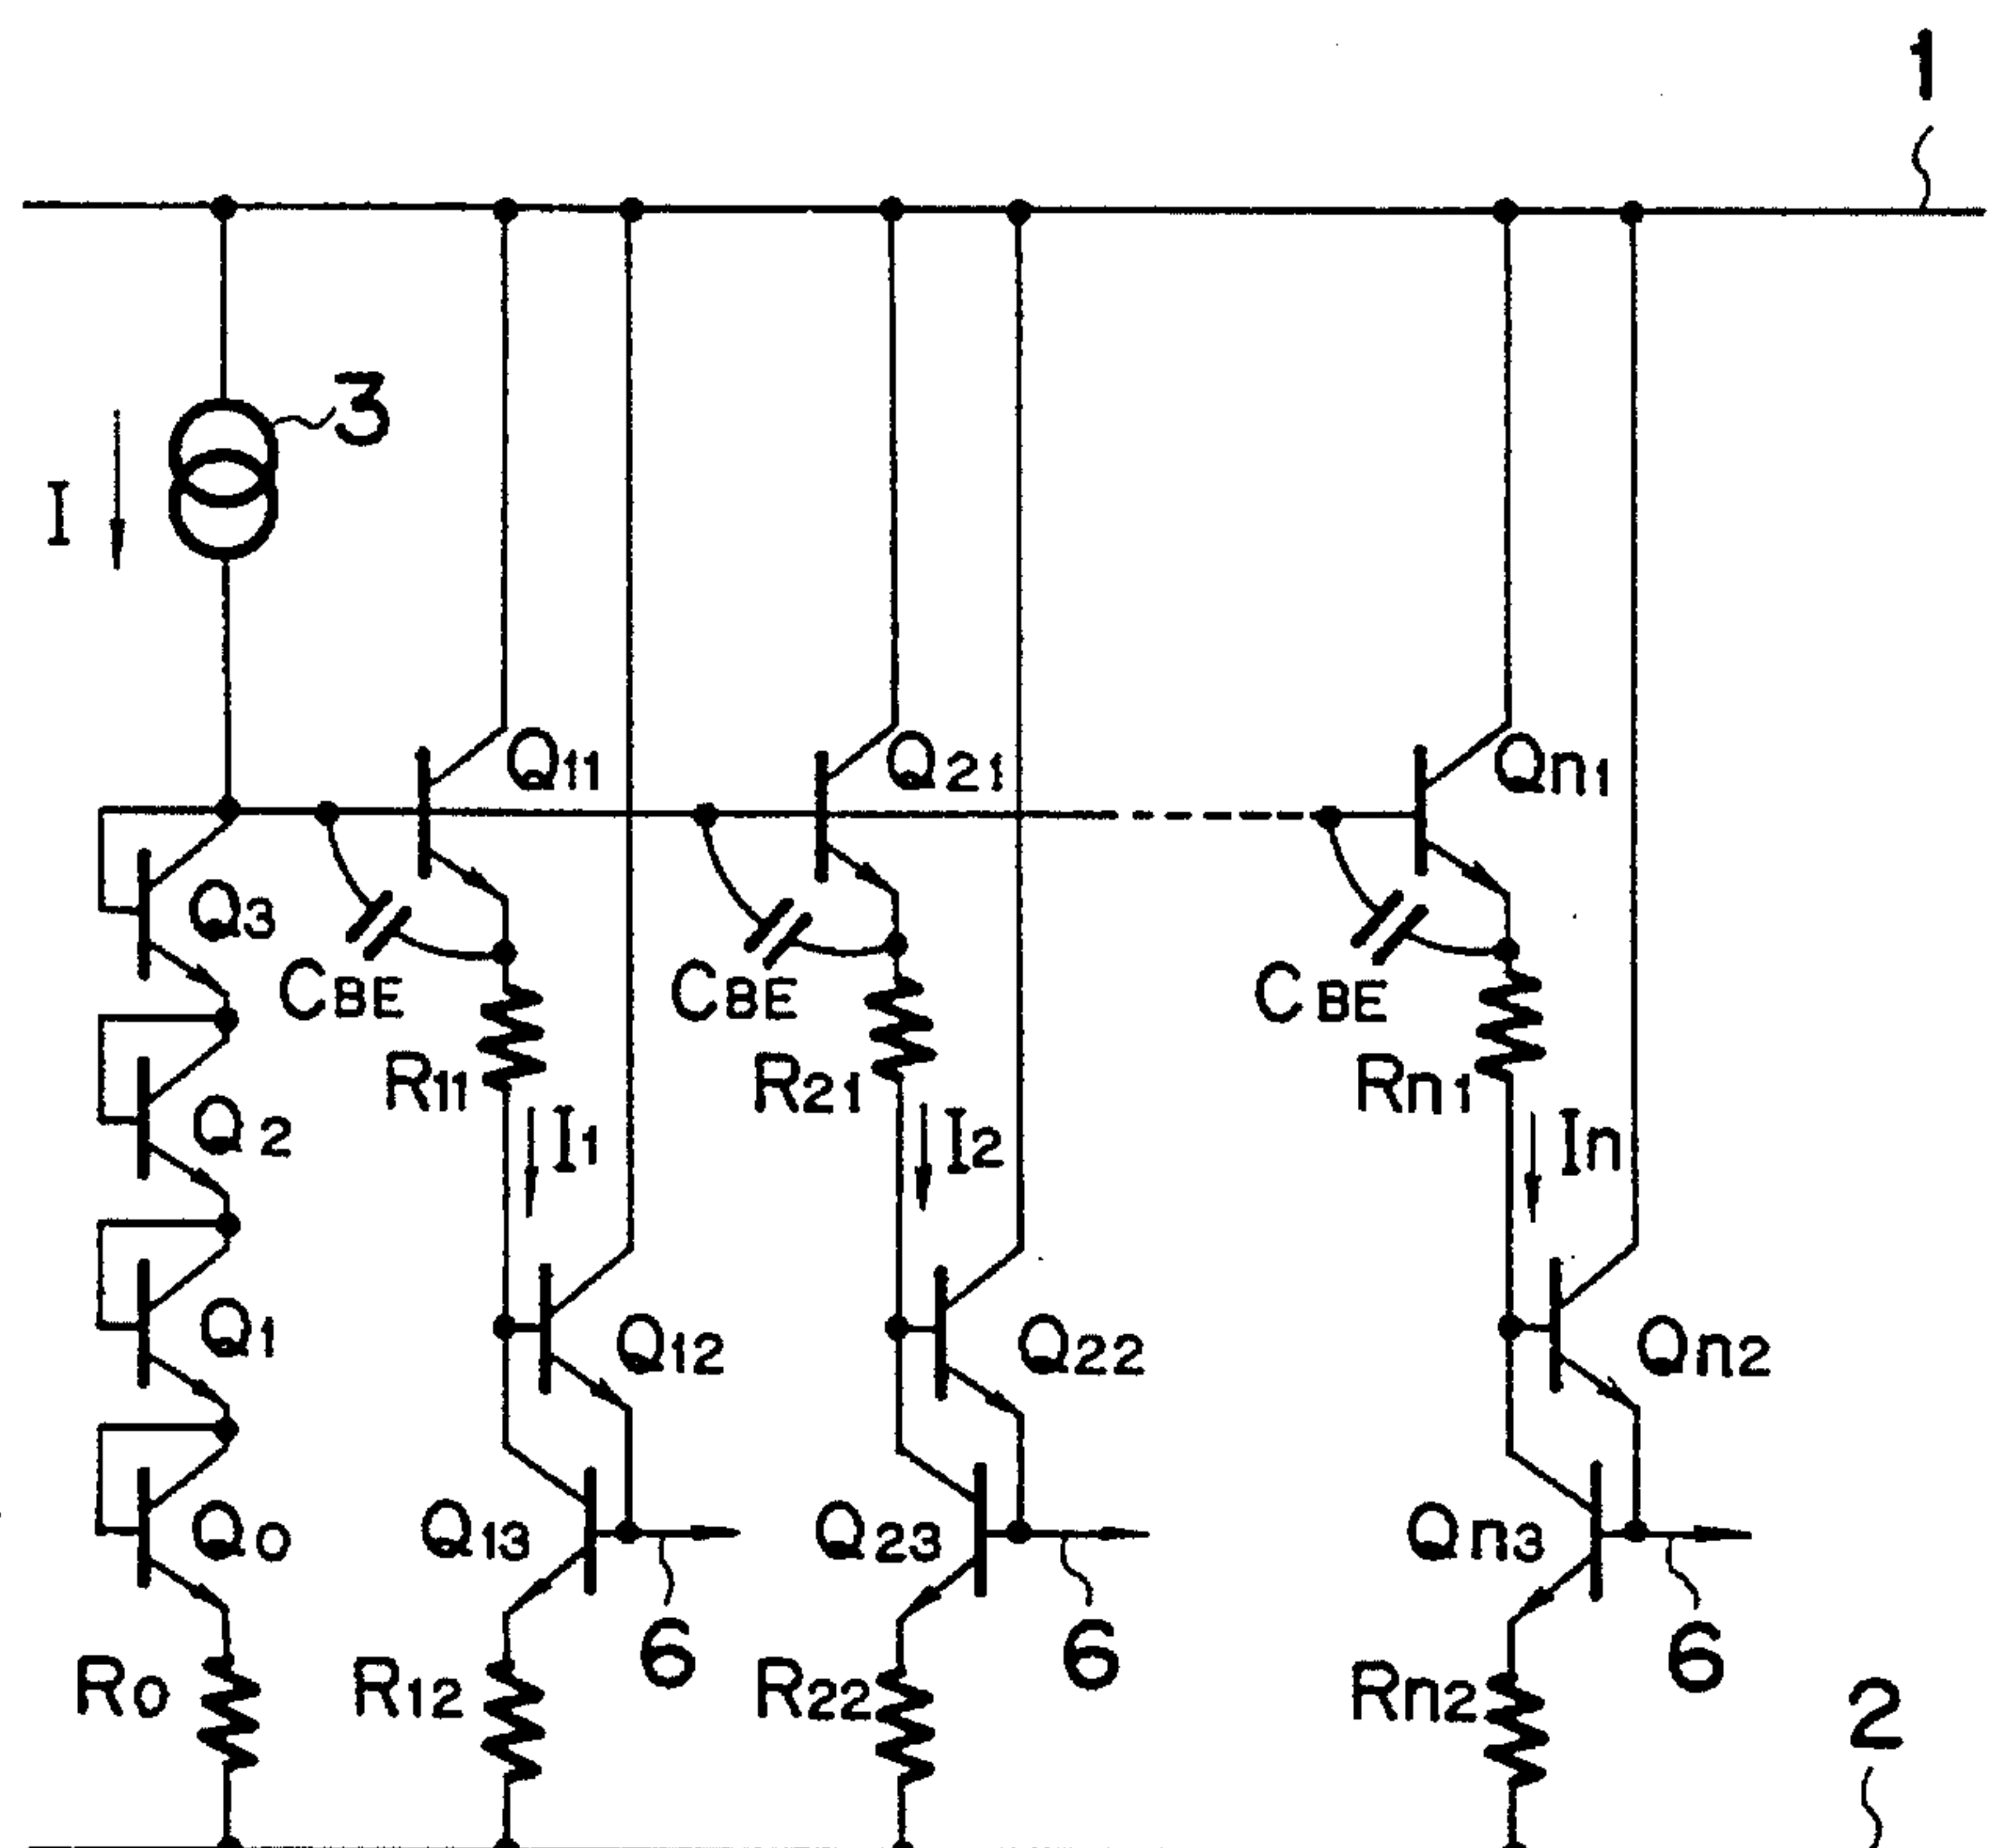 1
3
I
Q11
Q21
Qn1
Q3
CBE
CBE
CBE
R11
R21
Rn1
Q2
I1
I2
In
Q1
Q12
Q22
Qn2
Q0
Q13
Q23
Qn3
6
6
6
R0
R12
R22
Rn2
2